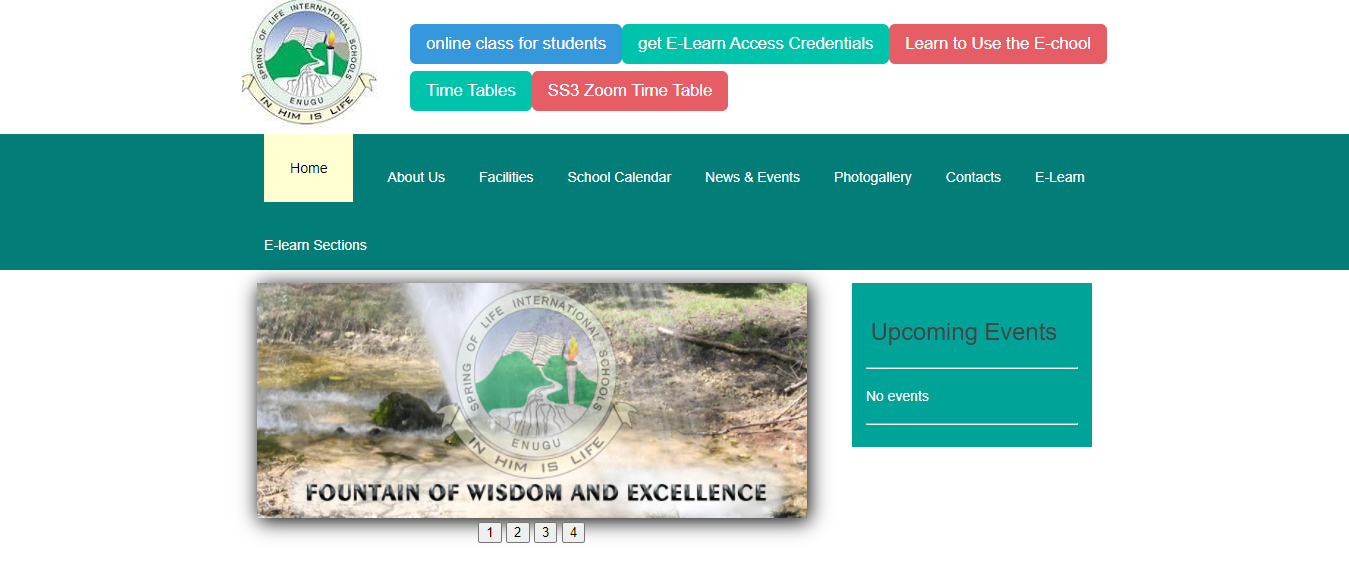 SPRING OF LIFE INTERNATIONAL SCHOOLS
ENUGU
IN HIM IS LIFE
online class for students get E-Learn Access Credentials Learn to Use the E-chool
Time Tables SS3 Zoom Time Table
Home About Us Facilities School Calendar News & Events Photogallery Contacts E-Learn
E-learn Sections
SPRING OF LIFE INTERNATIONAL SCHOOLS
ENUGU
IN HIM IS LIFE
FOUNTAIN OF WISDOM AND EXCELLENCE
1 2 3 4
Upcoming Events
No events